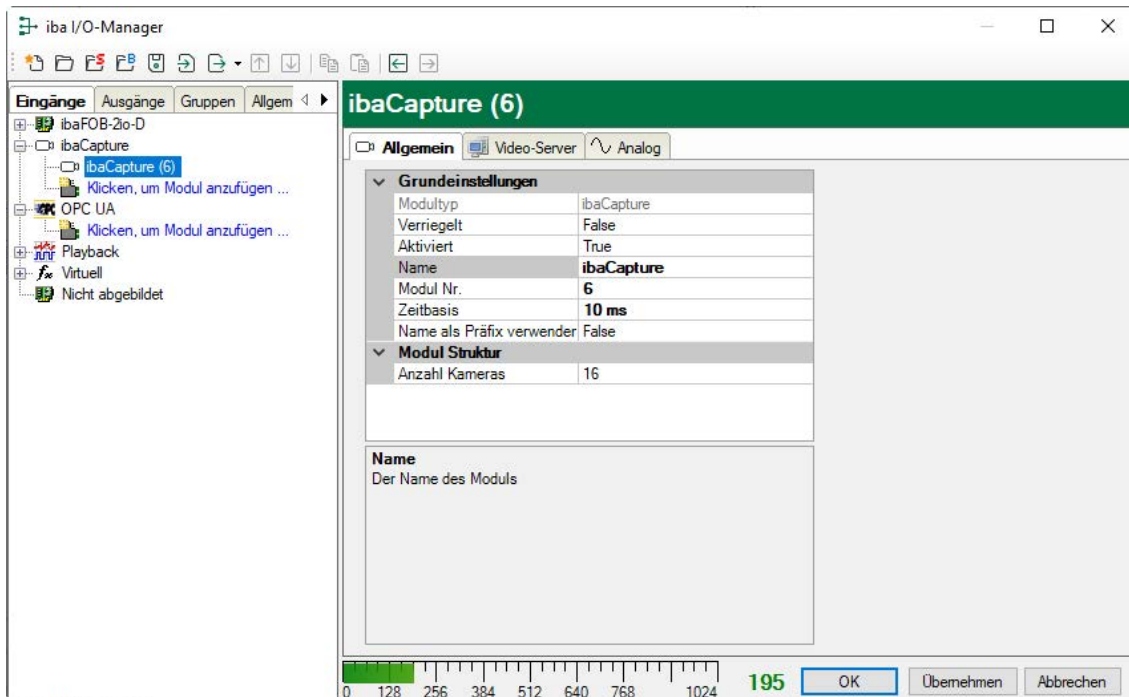 iba I/O-Manager
Eingänge Ausgänge Gruppen Allgem
ibaFOB-2io-D
ibaCapture
ibaCapture (6)
Klicken, um Modul anzufügen ...
OPC UA
Klicken, um Modul anzufügen ...
Playback
Virtuell
Nicht abgebildet
ibaCapture (6)
Allgemein Video-Server Analog
Grundeinstellungen
Modultyp ibaCapture
Verriegelt False
Aktiviert True
Name ibaCapture
Modul Nr. 6
Zeitbasis 10 ms
Name als Präfix verwender False
Modul Struktur
Anzahl Kameras 16
Name
Der Name des Moduls
0 128 256 384 512 640 768 1024
195 OK Übernehmen Abbrechen